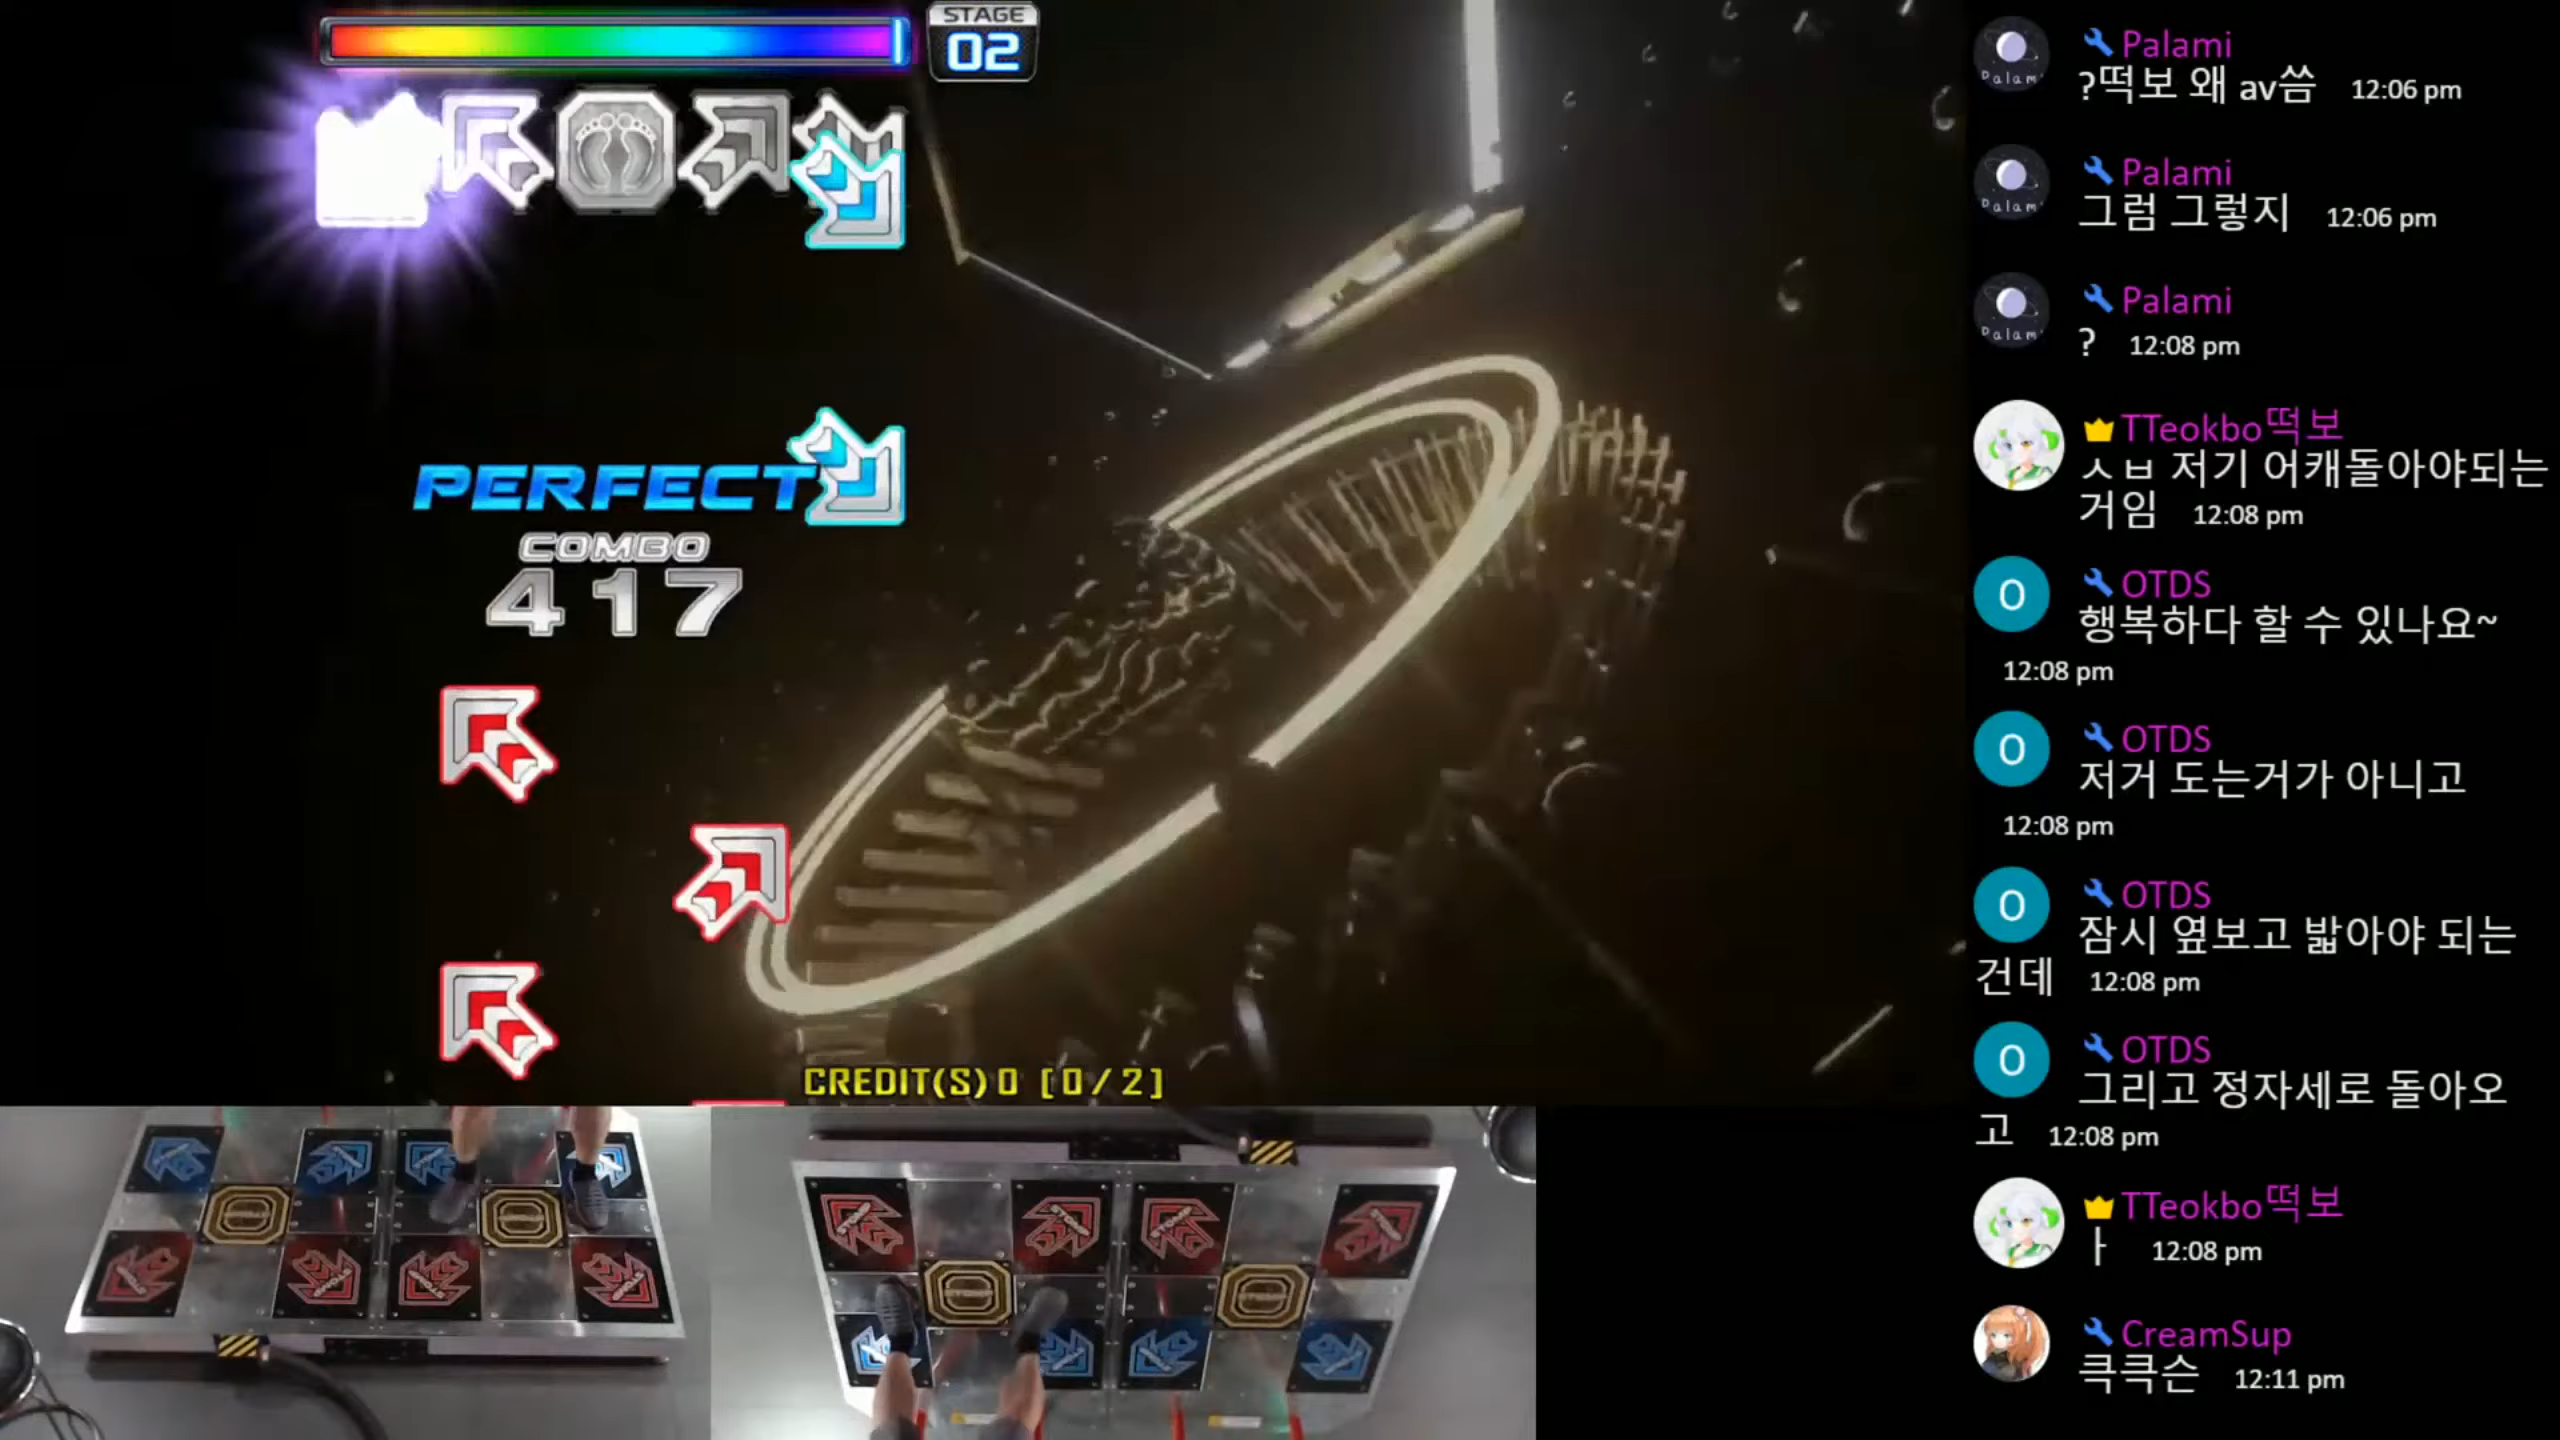 STAGE
02
PERFECT
COMBO
417
CREDIT(S) 0 [0/2]
Palami
?떡보 왜 av씀 12:06 pm
Palami
그럼 그렇지 12:06 pm
Palami
? 12:08 pm
TTeokbo떡보
ㅅㅂ 저기 어캐돌아야되는
거임 12:08 pm
O
OTDS
행복하다 할 수 있나요~
12:08 pm
O
OTDS
저거 도는거가 아니고
12:08 pm
O
OTDS
잠시 옆보고 밟아야 되는
건데 12:08 pm
O
OTDS
그리고 정자세로 돌아오
고 12:08 pm
TTeokbo떡보
ㅏ 12:08 pm
CreamSup
큭큭슨 12:11 pm